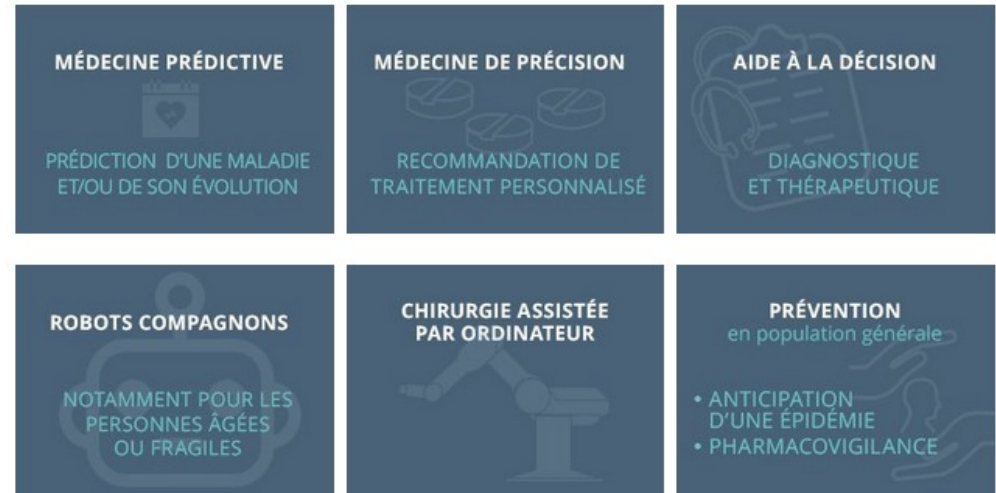 MÉDECINE PRÉDICTIVE
PRÉDICTION D'UNE MALADIE
ET/OU DE SON ÉVOLUTION
MÉDECINE DE PRÉCISION
RECOMMANDATION DE
TRAITEMENT PERSONNALISÉ
AIDE À LA DÉCISION
DIAGNOSTIQUE
ET THÉRAPEUTIQUE
ROBOTS COMPAGNONS
NOTAMMENT POUR LES
PERSONNES ÂGÉES
OU FRAGILES
CHIRURGIE ASSISTÉE
PAR ORDINATEUR
PRÉVENTION
en population générale
• ANTICIPATION
D'UNE ÉPIDÉMIE
• PHARMACOVIGILANCE